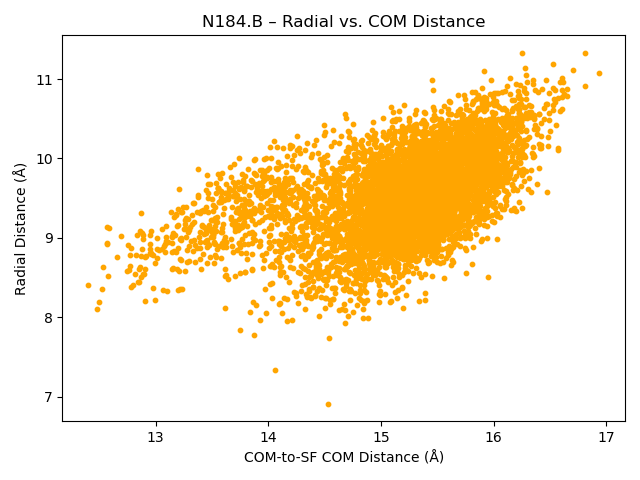 N184.B – Radial vs. COM Distance
Radial Distance (Å)
11
10
9
8
7
13 14 15 16 17
COM-to-SF COM Distance (Å)